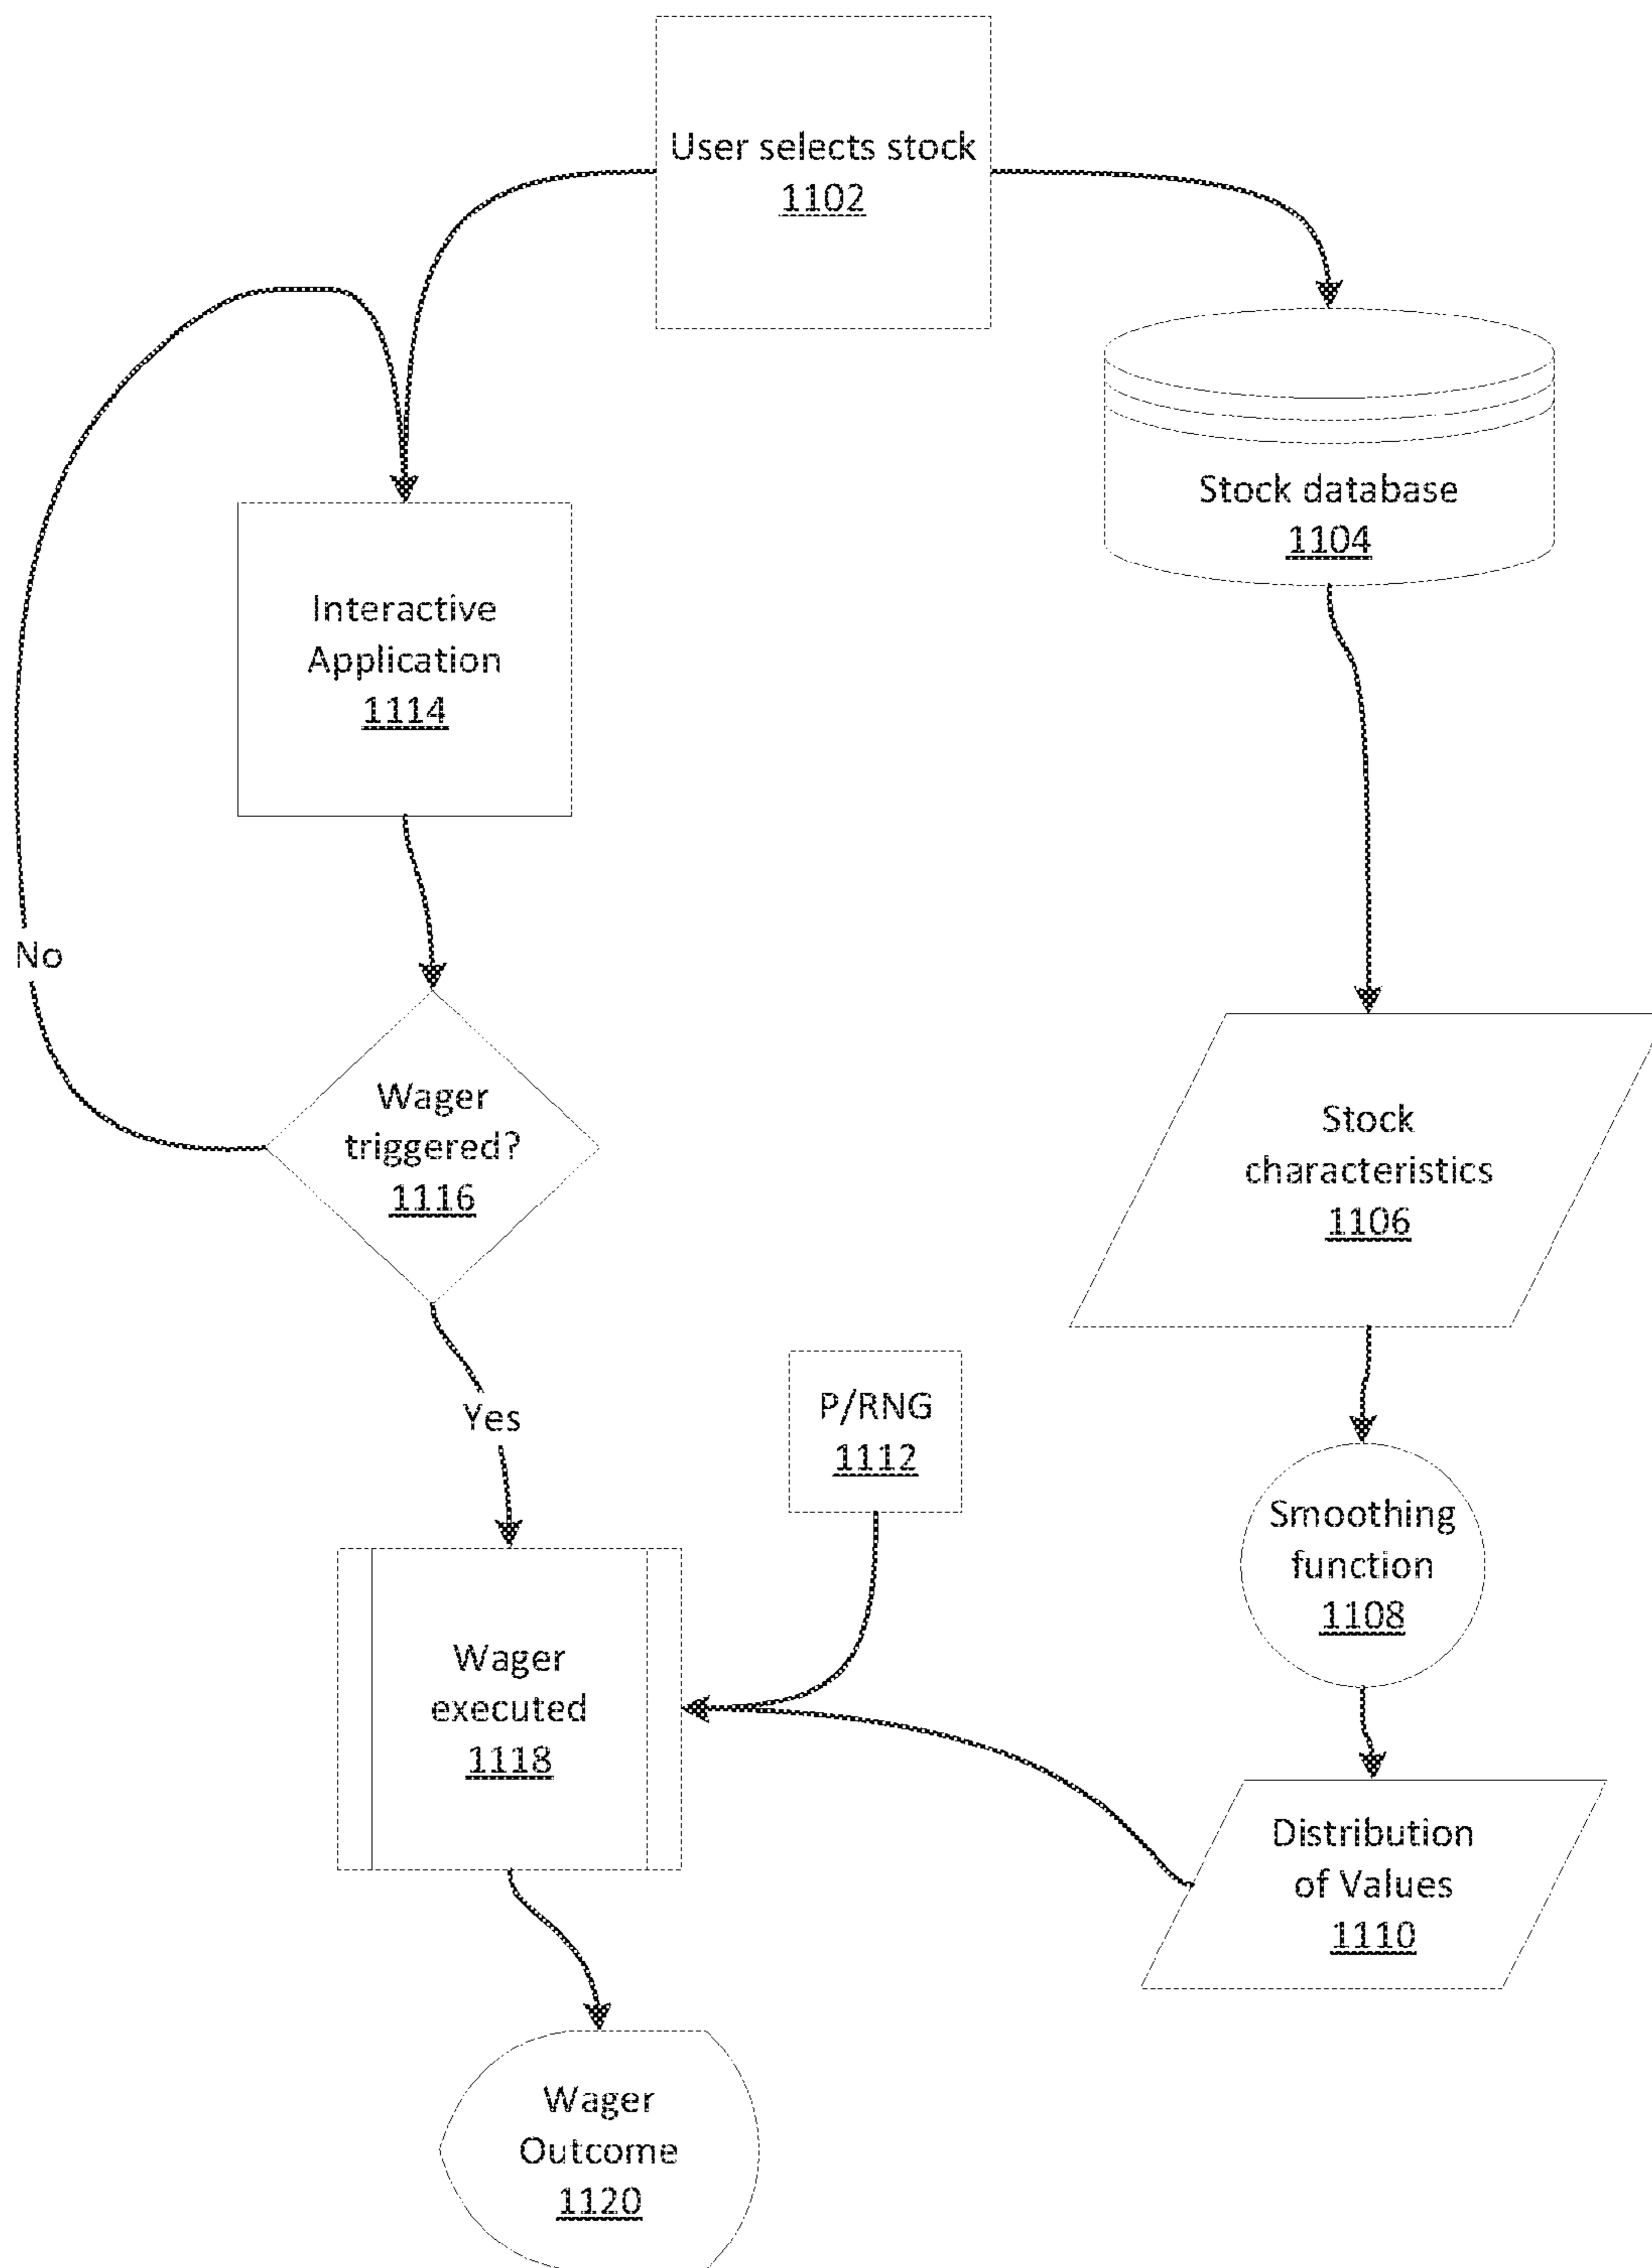 User selects stock
1102
Stock database
1104
Interactive
Application
1114
No
Wager
triggered?
1116
Stock
characteristics
1106
Yes
P/RNG
1112
Smoothing
function
1108
Wager
executed
1118
Distribution
of Values
1110
Wager
Outcome
1120